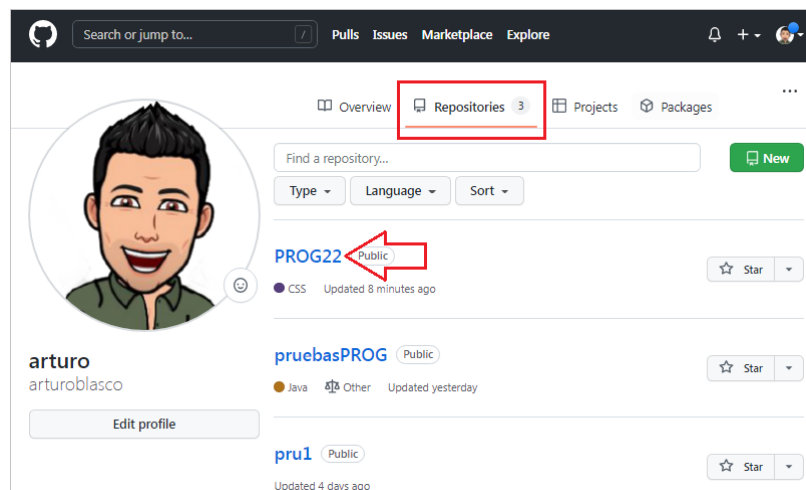 Search or jump to... / Pulls Issues Marketplace Explore
Overview Repositories 3 Projects Packages
Find a repository... New
Type Language Sort
PROG22 Public
Star
CSS Updated 8 minutes ago
arturo
arturoblasco
Edit profile
pruebasPROG Public
Star
Java Other Updated yesterday
pru1 Public
Star
Updated 4 days ago